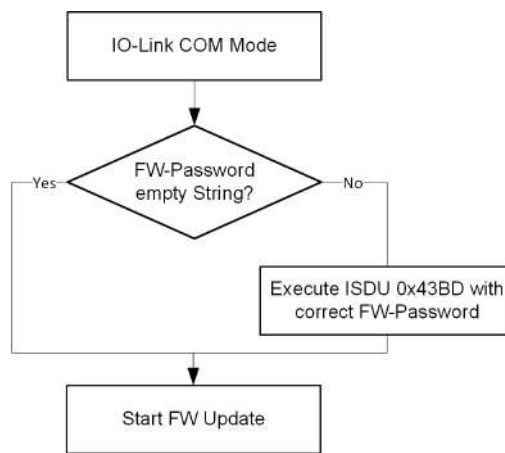 IO-Link COM Mode
FW-Password
empty String?
Yes
No
Execute ISDU 0x43BD with
correct FW-Password
Start FW Update